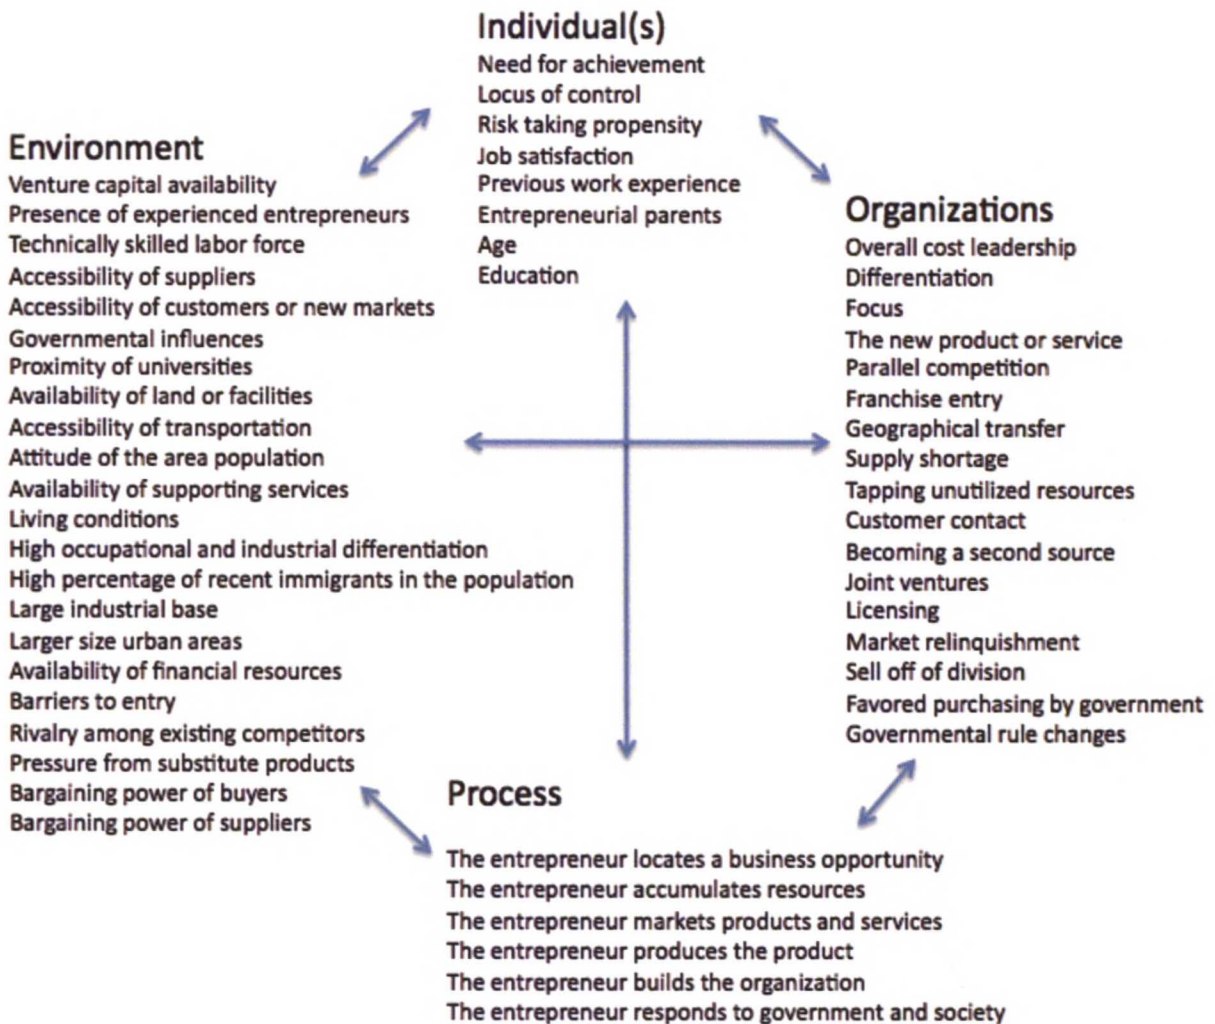 Individual(s)
Need for achievement
Locus of control
Risk taking propensity
Job satisfaction
Previous work experience
Entrepreneurial parents
Age
Education
Environment
Venture capital availability
Presence of experienced entrepreneurs
Technically skilled labor force
Accessibility of suppliers
Accessibility of customers or new markets
Governmental influences
Proximity of universities
Availability of land or facilities
Accessibility of transportation
Attitude of the area population
Availability of supporting services
Living conditions
High occupational and industrial differentiation
High percentage of recent immigrants in the population
Large industrial base
Larger size urban areas
Availability of financial resources
Barriers to entry
Rivalry among existing competitors
Pressure from substitute products
Bargaining power of buyers
Bargaining power of suppliers
Organizations
Overall cost leadership
Differentiation
Focus
The new product or service
Parallel competition
Franchise entry
Geographical transfer
Supply shortage
Tapping unutilized resources
Customer contact
Becoming a second source
Joint ventures
Licensing
Market relinquishment
Sell off of division
Favored purchasing by government
Governmental rule changes
Process
The entrepreneur locates a business opportunity
The entrepreneur accumulates resources
The entrepreneur markets products and services
The entrepreneur produces the product
The entrepreneur builds the organization
The entrepreneur responds to government and society